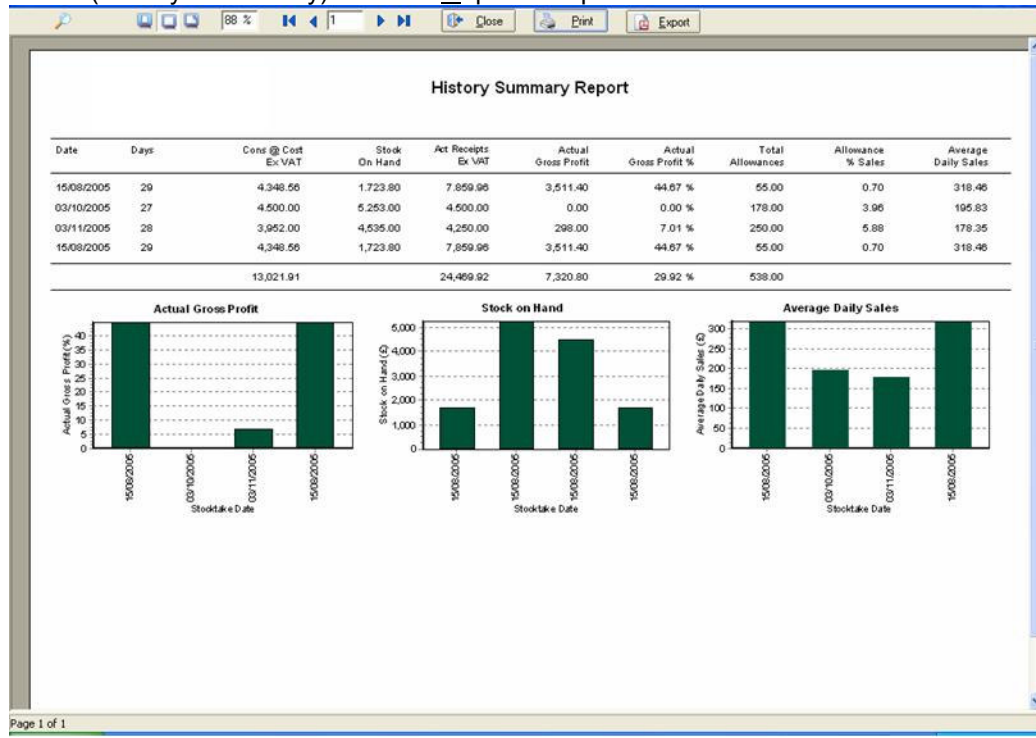 88 % 1 Close Print Export
History Summary Report
Date Days Cons @ Cost Ex VAT Stock On Hand Act Receipts Ex VAT Actual Gross Profit Actual Gross Profit % Total Allowances Allowance % Sales Average Daily Sales
15/08/2005 29 4,348.56 1,723.80 7,859.96 3,511.40 44.67 % 55.00 0.70 318.46
03/10/2005 27 4,500.00 5,253.00 4,500.00 0.00 0.00 % 178.00 3.96 195.83
03/11/2005 28 3,952.00 4,535.00 4,250.00 298.00 7.01 % 250.00 5.88 178.35
15/08/2005 29 4,348.56 1,723.80 7,859.96 3,511.40 44.67 % 55.00 0.70 318.46
13,021.91 24,469.92 7,320.80 29.92 % 538.00
Actual Gross Profit
Actual Gross Profit(%)
40
35
30
25
20
15
10
5
0
15/08/2005 03/10/2005 03/11/2005 15/08/2005
Stocktake Date
Stock on Hand
Stock on Hand (£)
5,000
4,000
3,000
2,000
1,000
0
15/08/2005 15/08/2005 15/08/2005 15/08/2005
Stocktake Date
Average Daily Sales
Average Daily Sales (£)
300
250
200
150
100
50
0
15/08/2005 03/10/2005 03/11/2005 15/08/2005
Stocktake Date
Page 1 of 1